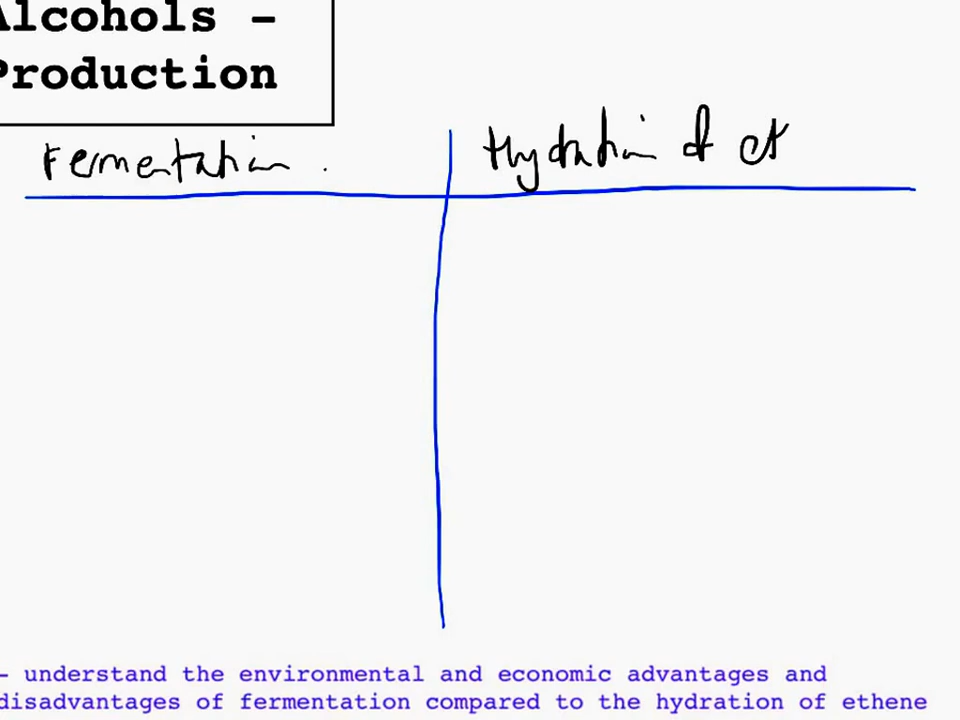 Alcohols –
Production
Fermentation . Hydration of et
– understand the environmental and economic advantages and
disadvantages of fermentation compared to the hydration of ethene